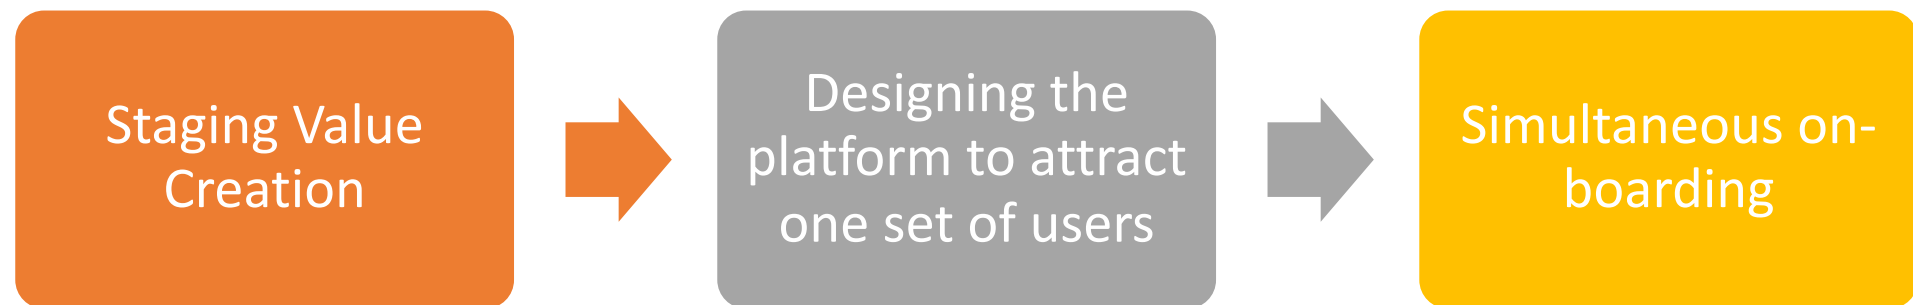 Staging Value
Creation
Designing the
platform to attract
one set of users
Simultaneous on-
boarding